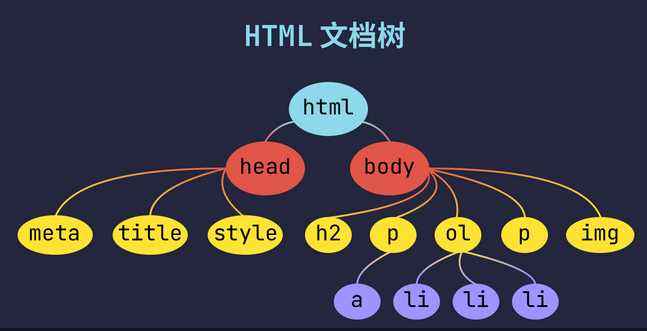 HTML 文档树
html
head body
meta title style h2 p ol p img
a li li li